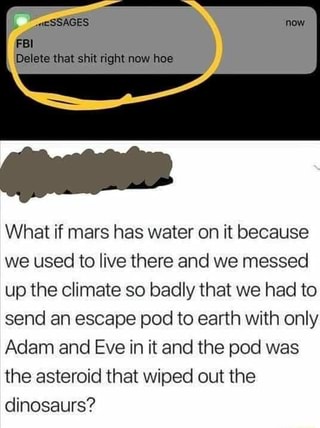 MESSAGES now
FBI
Delete that shit right now hoe
What if mars has water on it because
we used to live there and we messed
up the climate so badly that we had to
send an escape pod to earth with only
Adam and Eve in it and the pod was
the asteroid that wiped out the
dinosaurs?